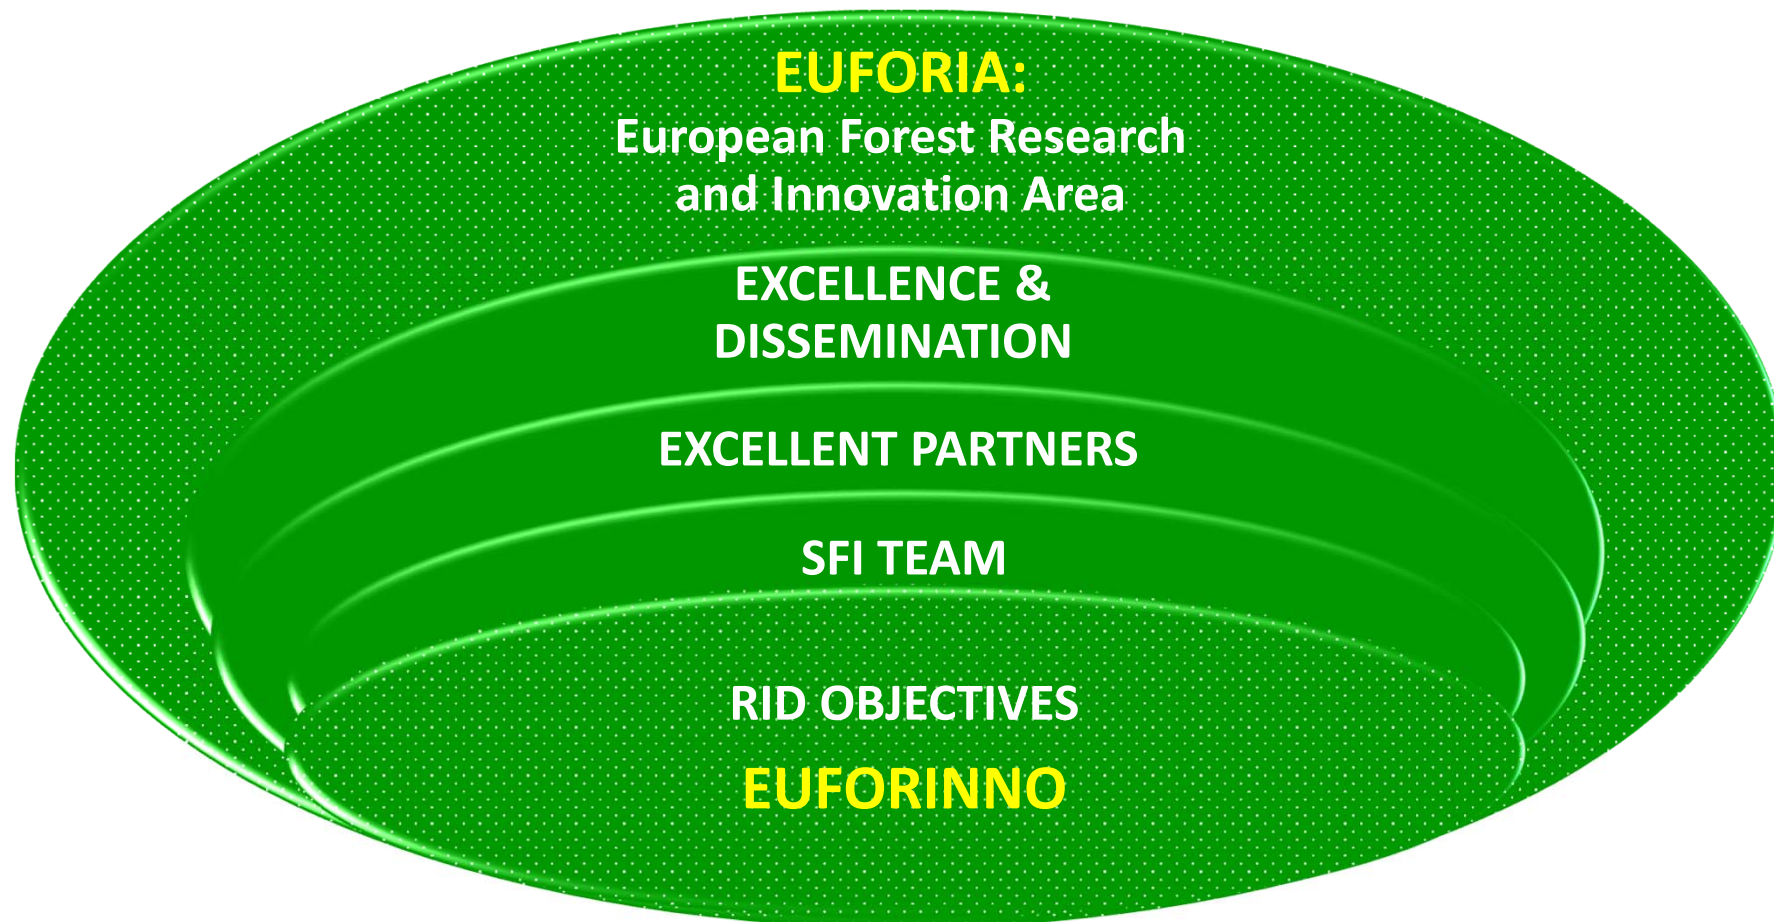 EUFORIA:
European Forest Research
and Innovation Area
EXCELLENCE &
DISSEMINATION
EXCELLENT PARTNERS
SFI TEAM
RID OBJECTIVES
EUFORINNO